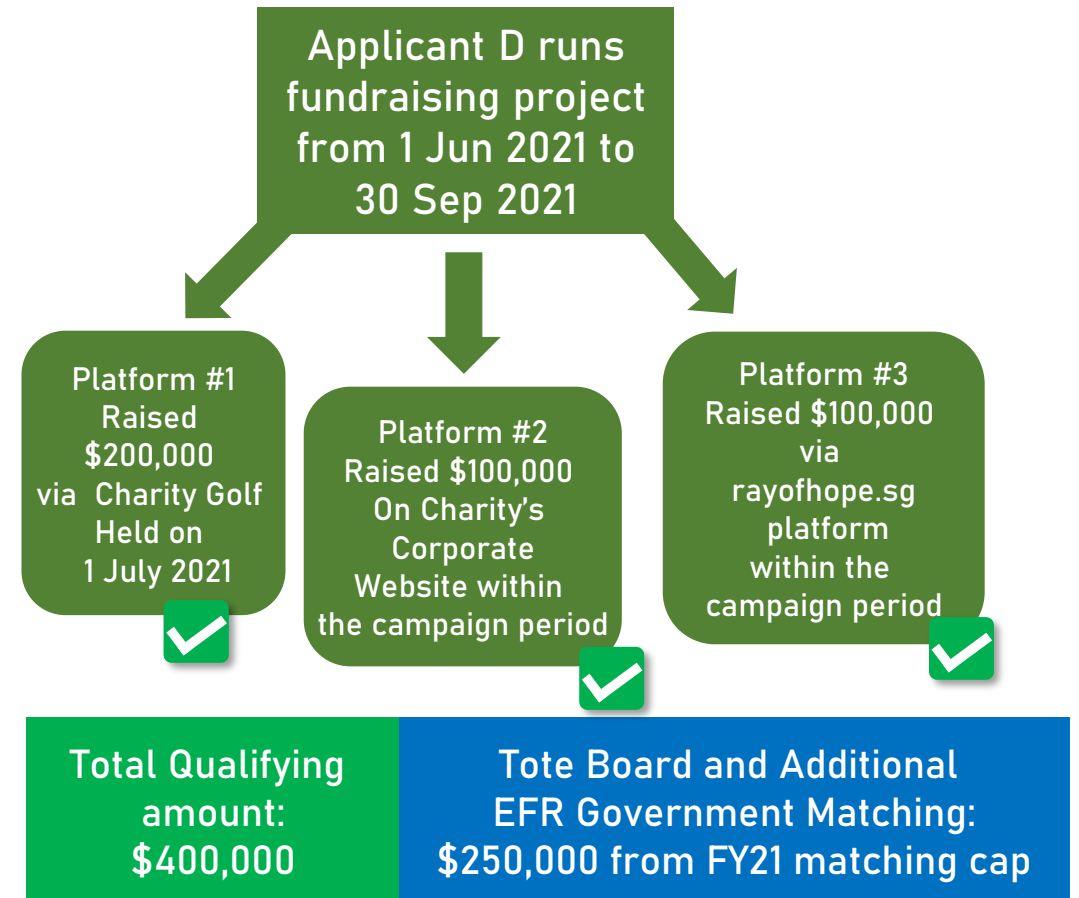 Applicant D runs
fundraising project
from 1 Jun 2021 to
30 Sep 2021
Platform #1
Raised
$200,000
via Charity Golf
Held on
1 July 2021
Platform #2
Raised $100,000
On Charity's
Corporate
Website within
the campaign period
Platform #3
Raised $100,000
via
rayofhope.sg
platform
within the
campaign period
Total Qualifying
amount:
$400,000
Tote Board and Additional
EFR Government Matching:
$250,000 from FY21 matching cap